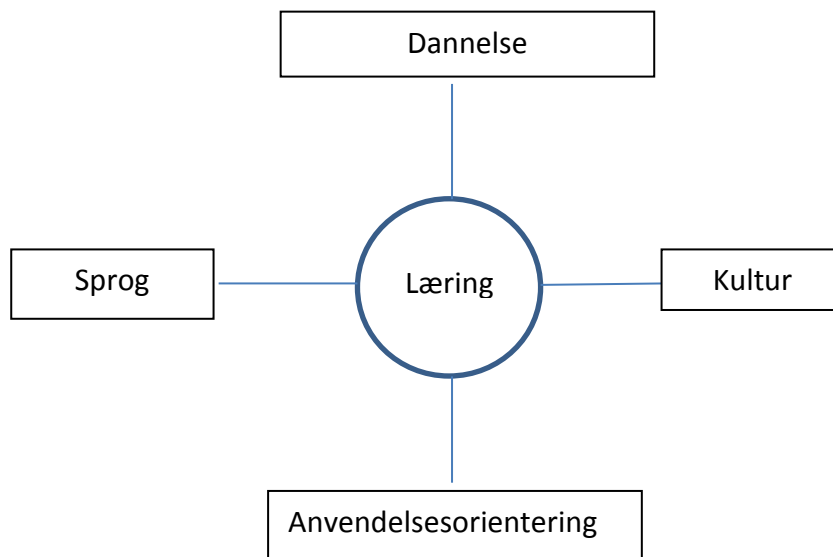 Dannelse
Sprog
Læring
Kultur
Anvendelsesorientering